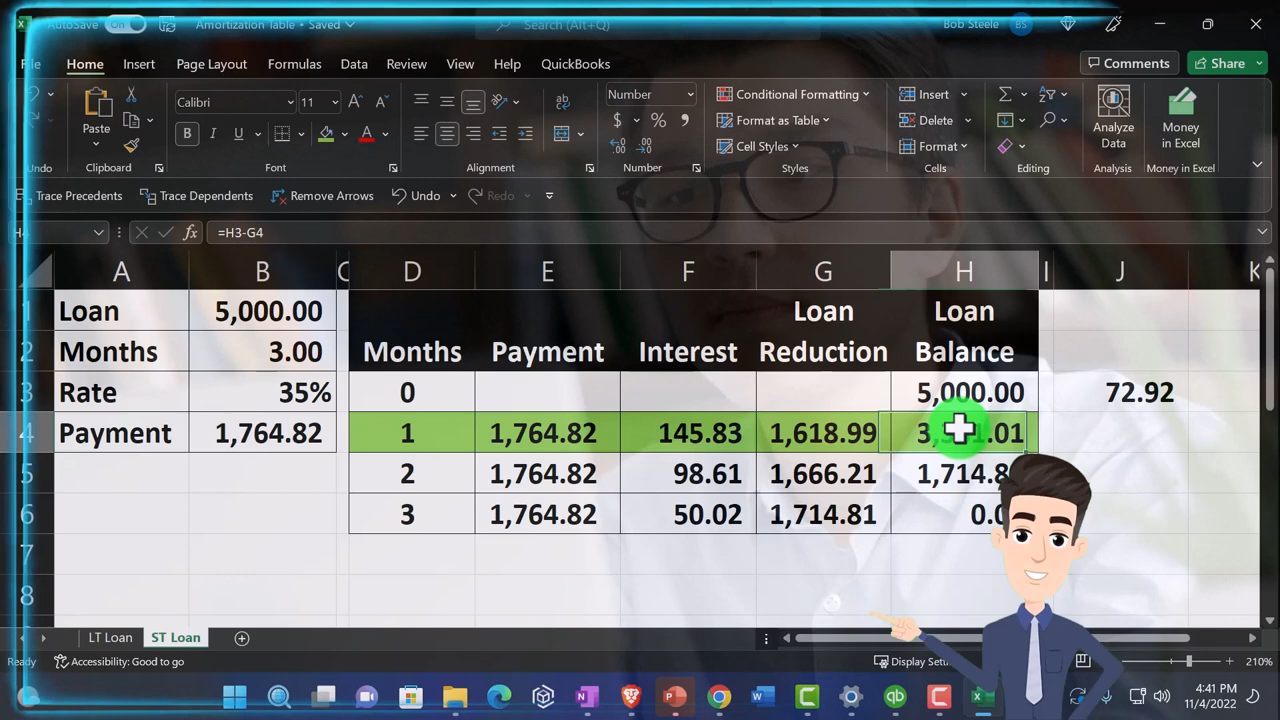 AutoSave On Amortization Table • Saved Search (Alt+Q) Bob Steele BS
File Home Insert Page Layout Formulas Data Review View Help QuickBooks Comments Share
Calibri 11 Number Conditional Formatting Insert
Paste B I U $ % Format as Table Delete Analyze Data Money in Excel
Cell Styles Format
Undo Clipboard Font Alignment Number Styles Cells Editing Analysis Money in Excel
Trace Precedents Trace Dependents Remove Arrows Undo Redo
H4 fx =H3-G4
A B C D E F G H I J K
1 Loan 5,000.00 Loan Loan
2 Months 3.00 Months Payment Interest Reduction Balance
3 Rate 35% 0 5,000.00 72.92
4 Payment 1,764.82 1 1,764.82 145.83 1,618.99
5 2 1,764.82 98.61 1,666.21
6 3 1,764.82 50.02 1,714.81
7
8
LT Loan ST Loan
Ready Accessibility: Good to go 210%
4:41 PM
11/4/2022